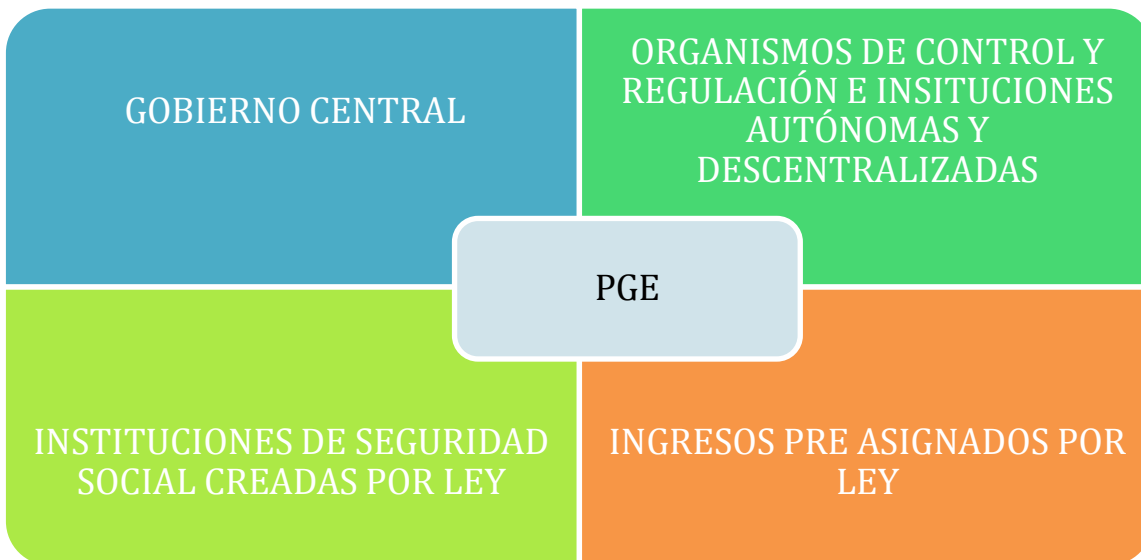 GOBIERNO CENTRAL
ORGANISMOS DE CONTROL Y
REGULACIÓN E INSITUCIONES
AUTÓNOMAS Y
DESCENTRALIZADAS
PGE
INSTITUCIONES DE SEGURIDAD
SOCIAL CREADAS POR LEY
INGRESOS PRE ASIGNADOS POR
LEY